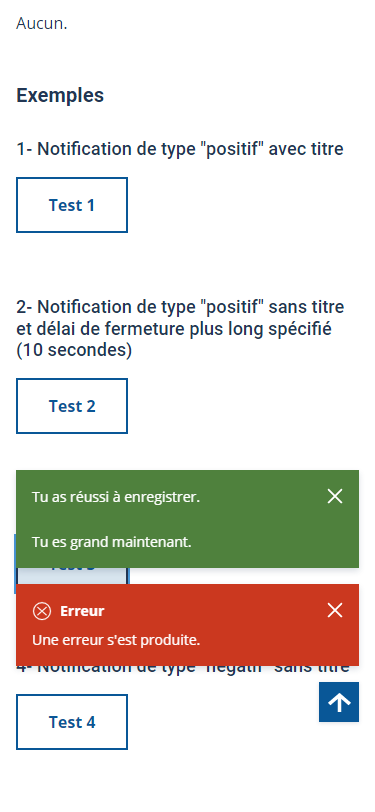 Aucun.
Exemples
1- Notification de type "positif" avec titre
Test 1
2- Notification de type "positif" sans titre
et délai de fermeture plus long spécifié
(10 secondes)
Test 2
Tu as réussi à enregistrer.
Tu es grand maintenant.
Test 3
Erreur
Une erreur s'est produite.
4- Notification de type "négatif" sans titre
Test 4